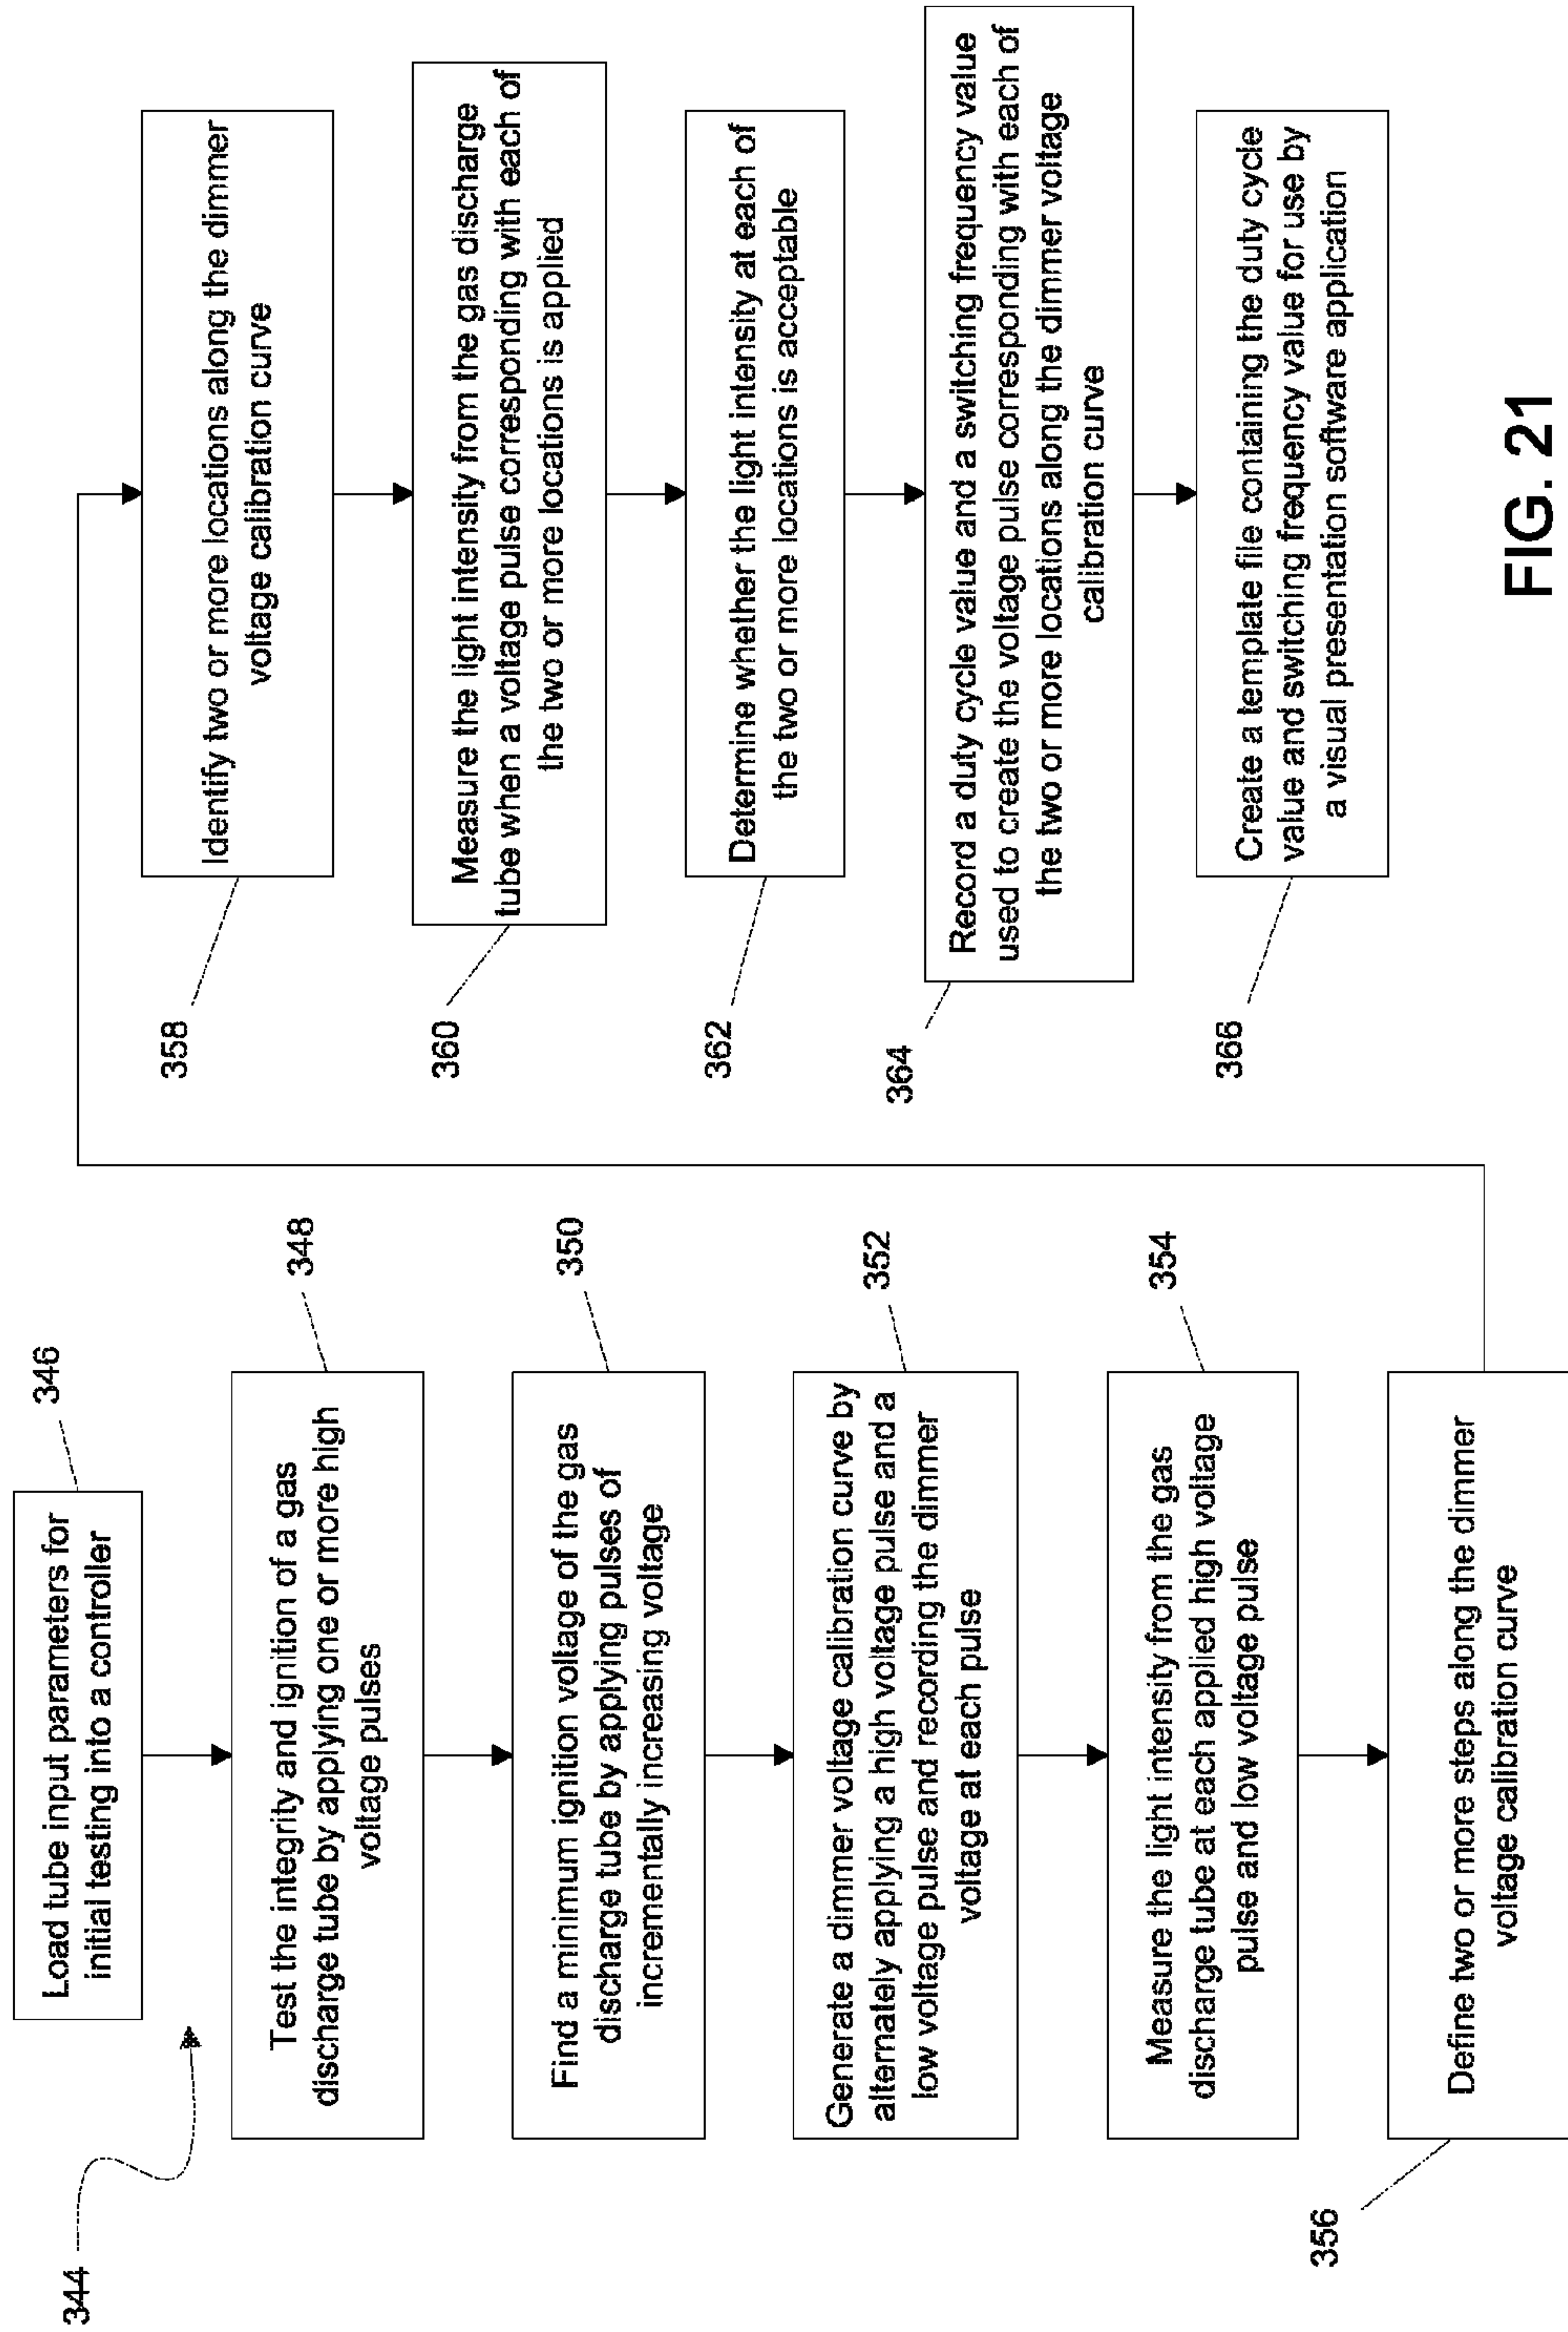 344
346
Load tube input parameters for
initial testing into a controller
348
Test the integrity and ignition of a gas
discharge tube by applying one or more high
voltage pulses
350
Find a minimum ignition voltage of the gas
discharge tube by applying pulses of
incrementally increasing voltage
352
Generate a dimmer voltage calibration curve by
alternately applying a high voltage pulse and a
low voltage pulse and recording the dimmer
voltage at each pulse
354
Measure the light intensity from the gas
discharge tube at each applied high voltage
pulse and low voltage pulse
356
Define two or more steps along the dimmer
voltage calibration curve
358
Identify two or more locations along the dimmer
voltage calibration curve
360
Measure the light intensity from the gas discharge
tube when a voltage pulse corresponding with each of
the two or more locations is applied
362
Determine whether the light intensity at each of
the two or more locations is acceptable
364
Record a duty cycle value and a switching frequency value
used to create the voltage pulse corresponding with each of
the two or more locations along the dimmer voltage
calibration curve
366
Create a template file containing the duty cycle
value and switching frequency value for use by
a visual presentation software application
FIG. 21